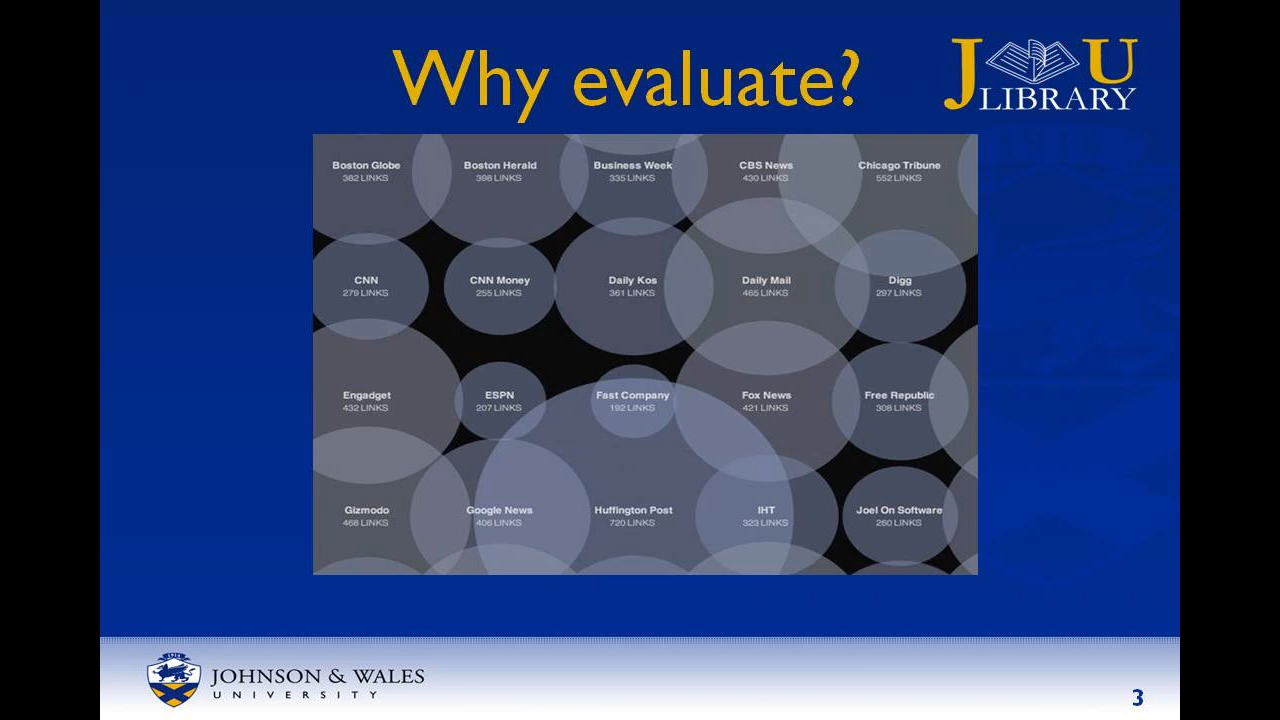 Why evaluate?
J U
LIBRARY
Boston Globe
382 LINKS
Boston Herald
398 LINKS
Business Week
335 LINKS
CBS News
430 LINKS
Chicago Tribune
552 LINKS
CNN
279 LINKS
CNN Money
255 LINKS
Daily Kos
361 LINKS
Daily Mail
465 LINKS
Digg
297 LINKS
Engadget
432 LINKS
ESPN
207 LINKS
Fast Company
192 LINKS
Fox News
421 LINKS
Free Republic
308 LINKS
Gizmodo
468 LINKS
Google News
406 LINKS
Huffington Post
720 LINKS
IHT
323 LINKS
Joel On Software
260 LINKS
1914
JOHNSON & WALES
UNIVERSITY
3